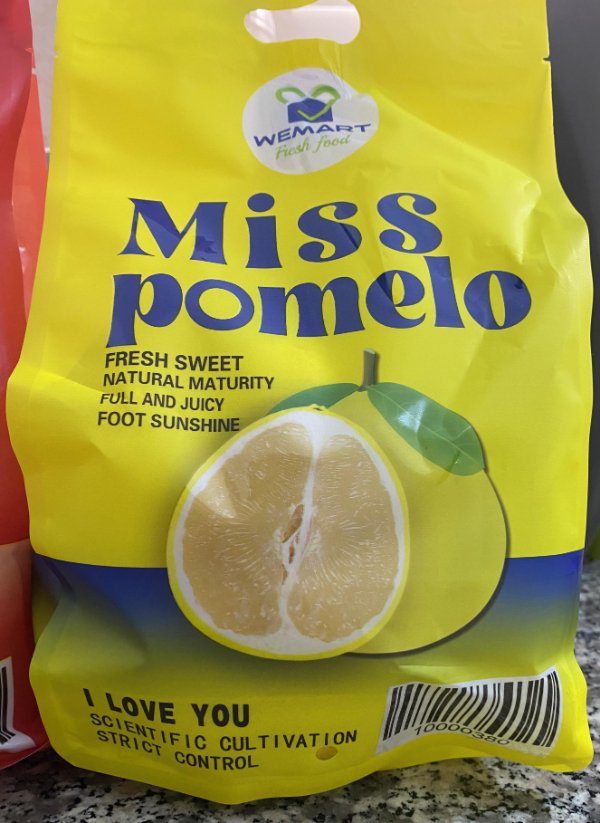 WEMART
Fresh food
Miss
pomelo
FRESH SWEET
NATURAL MATURITY
FULL AND JUICY
FOOT SUNSHINE
I LOVE YOU
SCIENTIFIC CULTIVATION
STRICT CONTROL
10000380